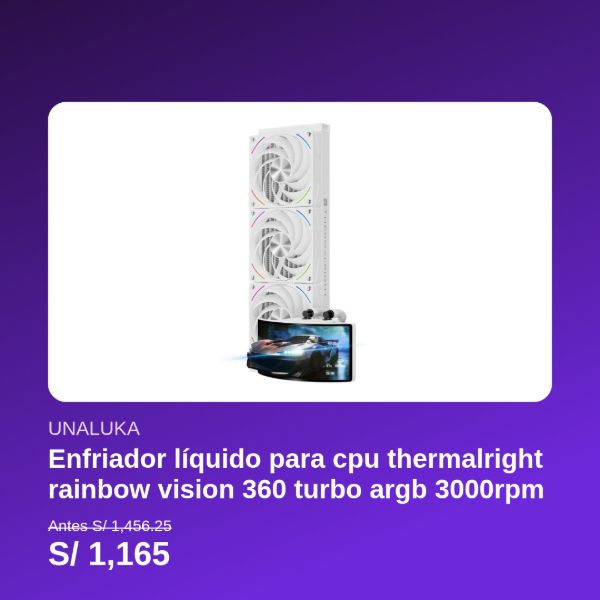 UNALUKA
Enfriador líquido para cpu thermalright
rainbow vision 360 turbo argb 3000rpm
Antes S/ 1,456.25
S/ 1,165